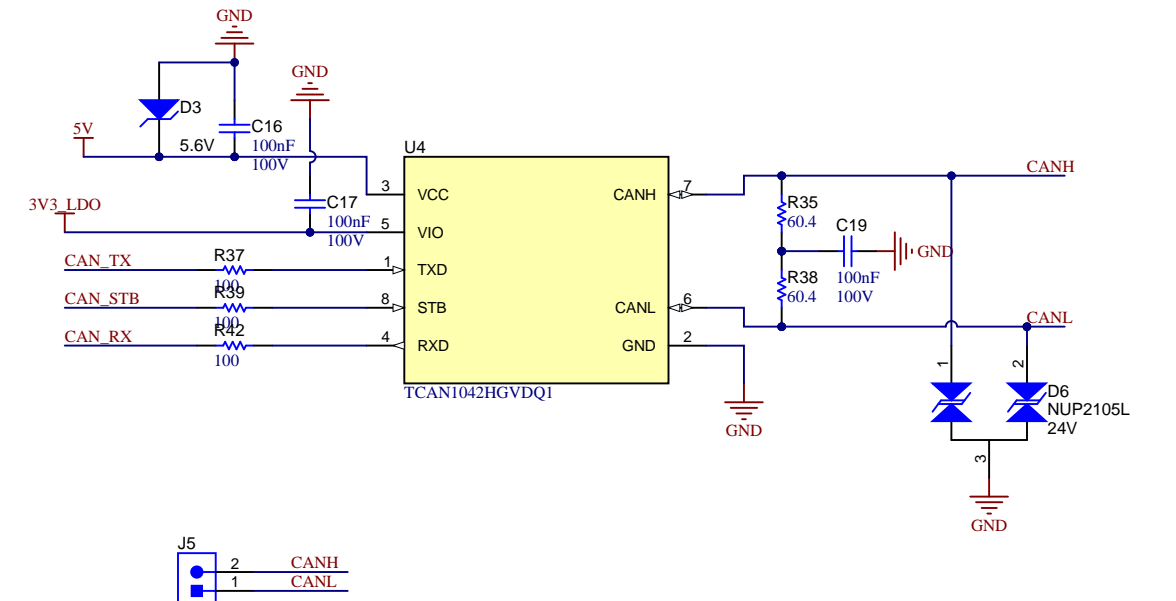 GND
GND
D3
C16
5V
5.6V
100nF
100V
U4
3
VCC
CANH
7
CANH
3V3_LDO
C17
100nF
100V
5
VIO
R35
60.4
C19
GND
100nF
100V
R37
100
CAN_TX
1
TXD
R38
60.4
R39
100
CAN_STB
8
STB
CANL
6
CANL
R42
100
CAN_RX
4
RXD
GND
2
TCAN1042HGVDQ1
GND
1
2
D6
NUP2105L
24V
3
GND
J5
2
CANH
1
CANL